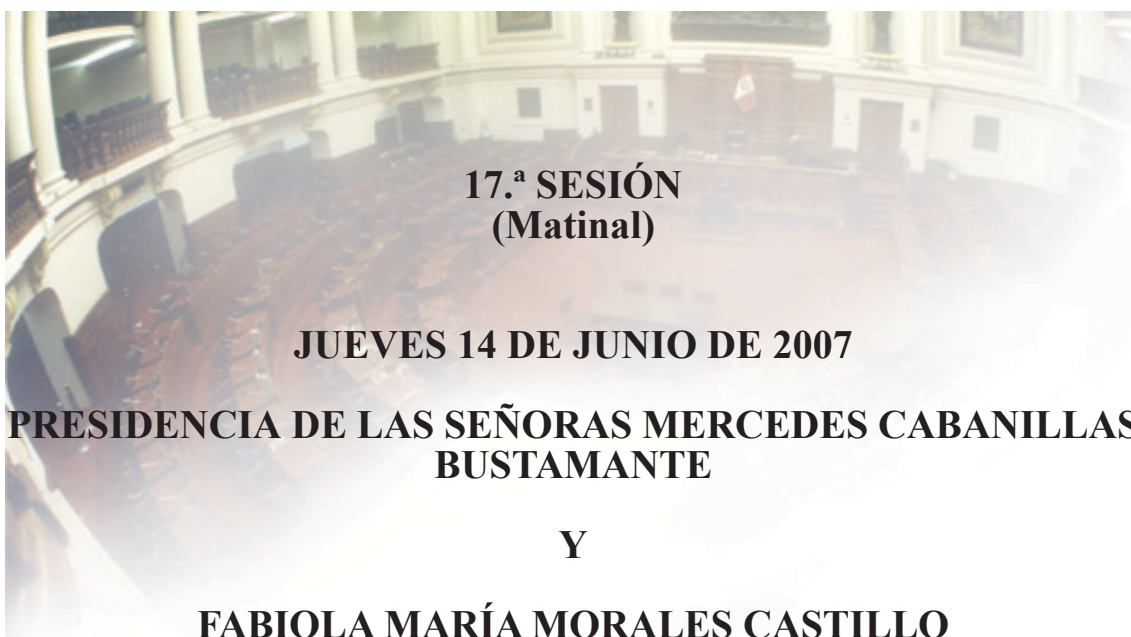 17.ª SESIÓN
(Matinal)
JUEVES 14 DE JUNIO DE 2007
PRESIDENCIA DE LAS SEÑORAS MERCEDES CABANILLAS
BUSTAMANTE
Y
FABIOLA MARÍA MORALES CASTILLO